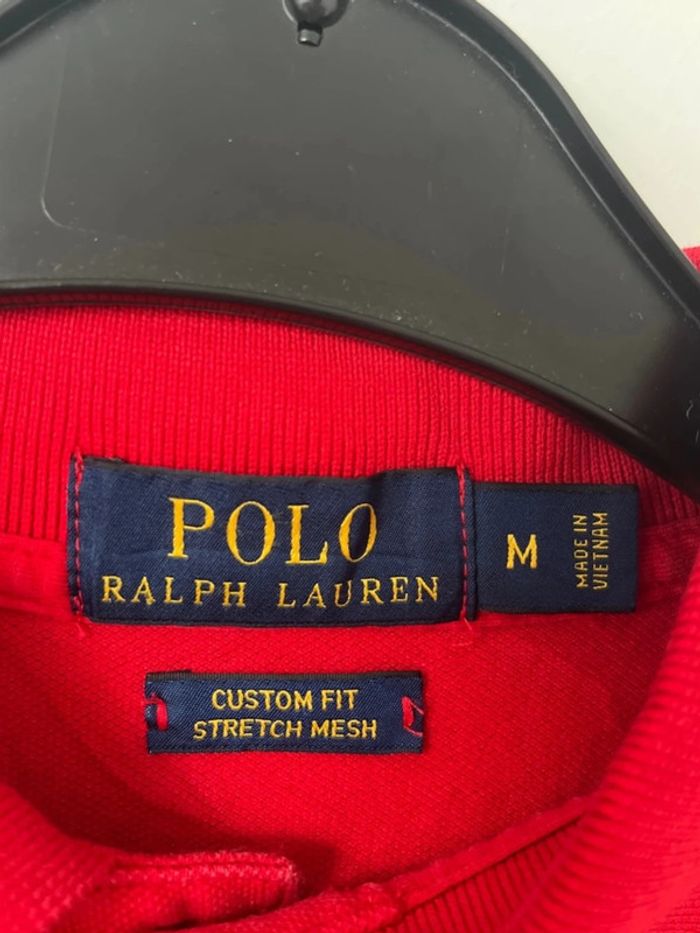 POLO
RALPH LAUREN
M
MADE IN
VIETNAM
CUSTOM FIT
STRETCH MESH